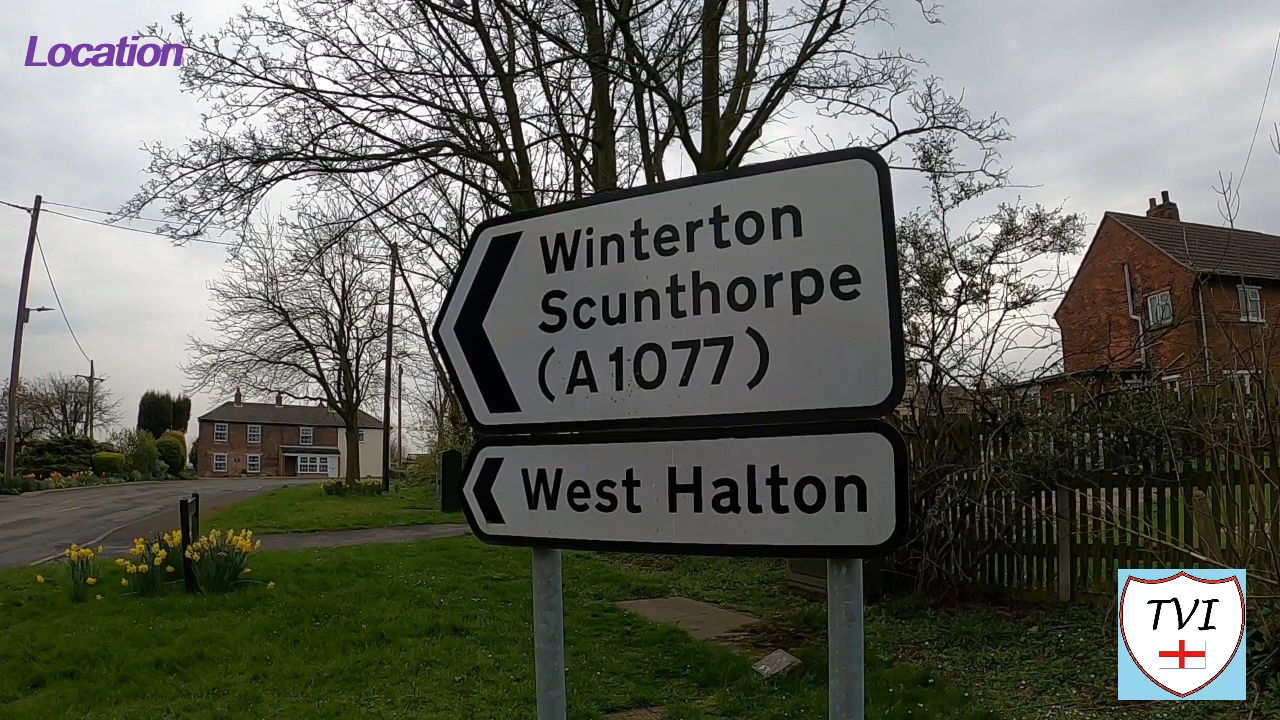 Location
Winterton
Scunthorpe
(A1077)
West Halton
TVI